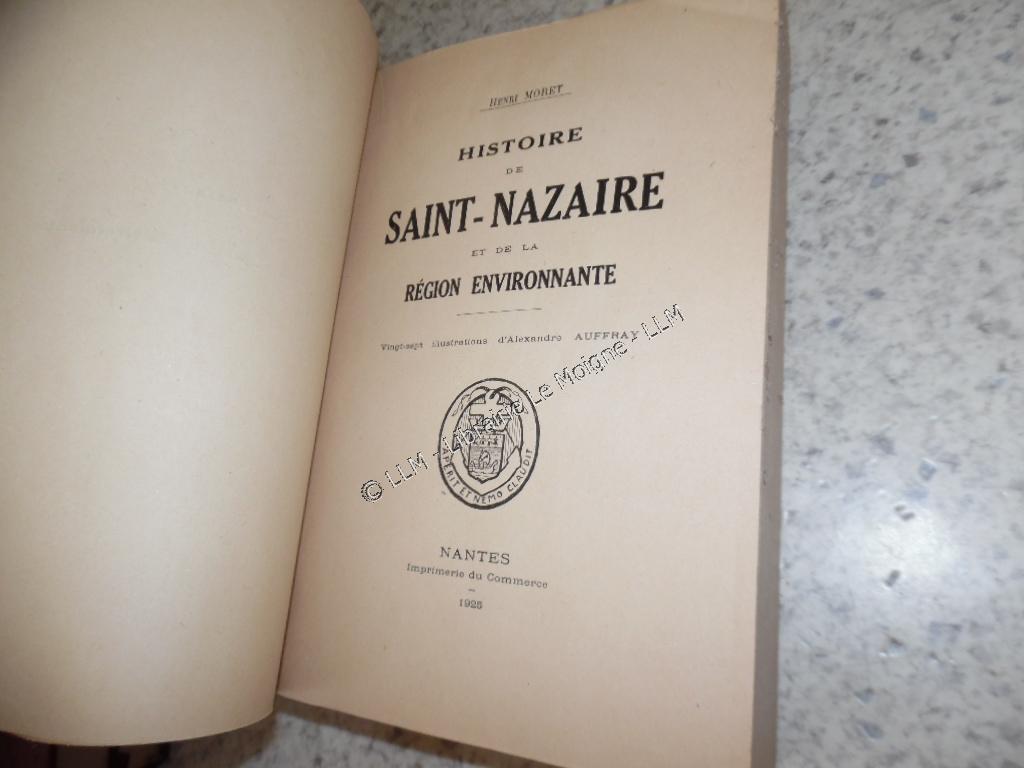 HENRI MORET
HISTOIRE
DE
SAINT-NAZAIRE
ET DE LA
RÉGION ENVIRONNANTE
Vingt-sept illustrations d'Alexandre AUFFRAY
APERIT ET NEMO CLAUDIT
NANTES
Imprimerie du Commerce
1925
© LLM - Librairie Le Moigne - LLM